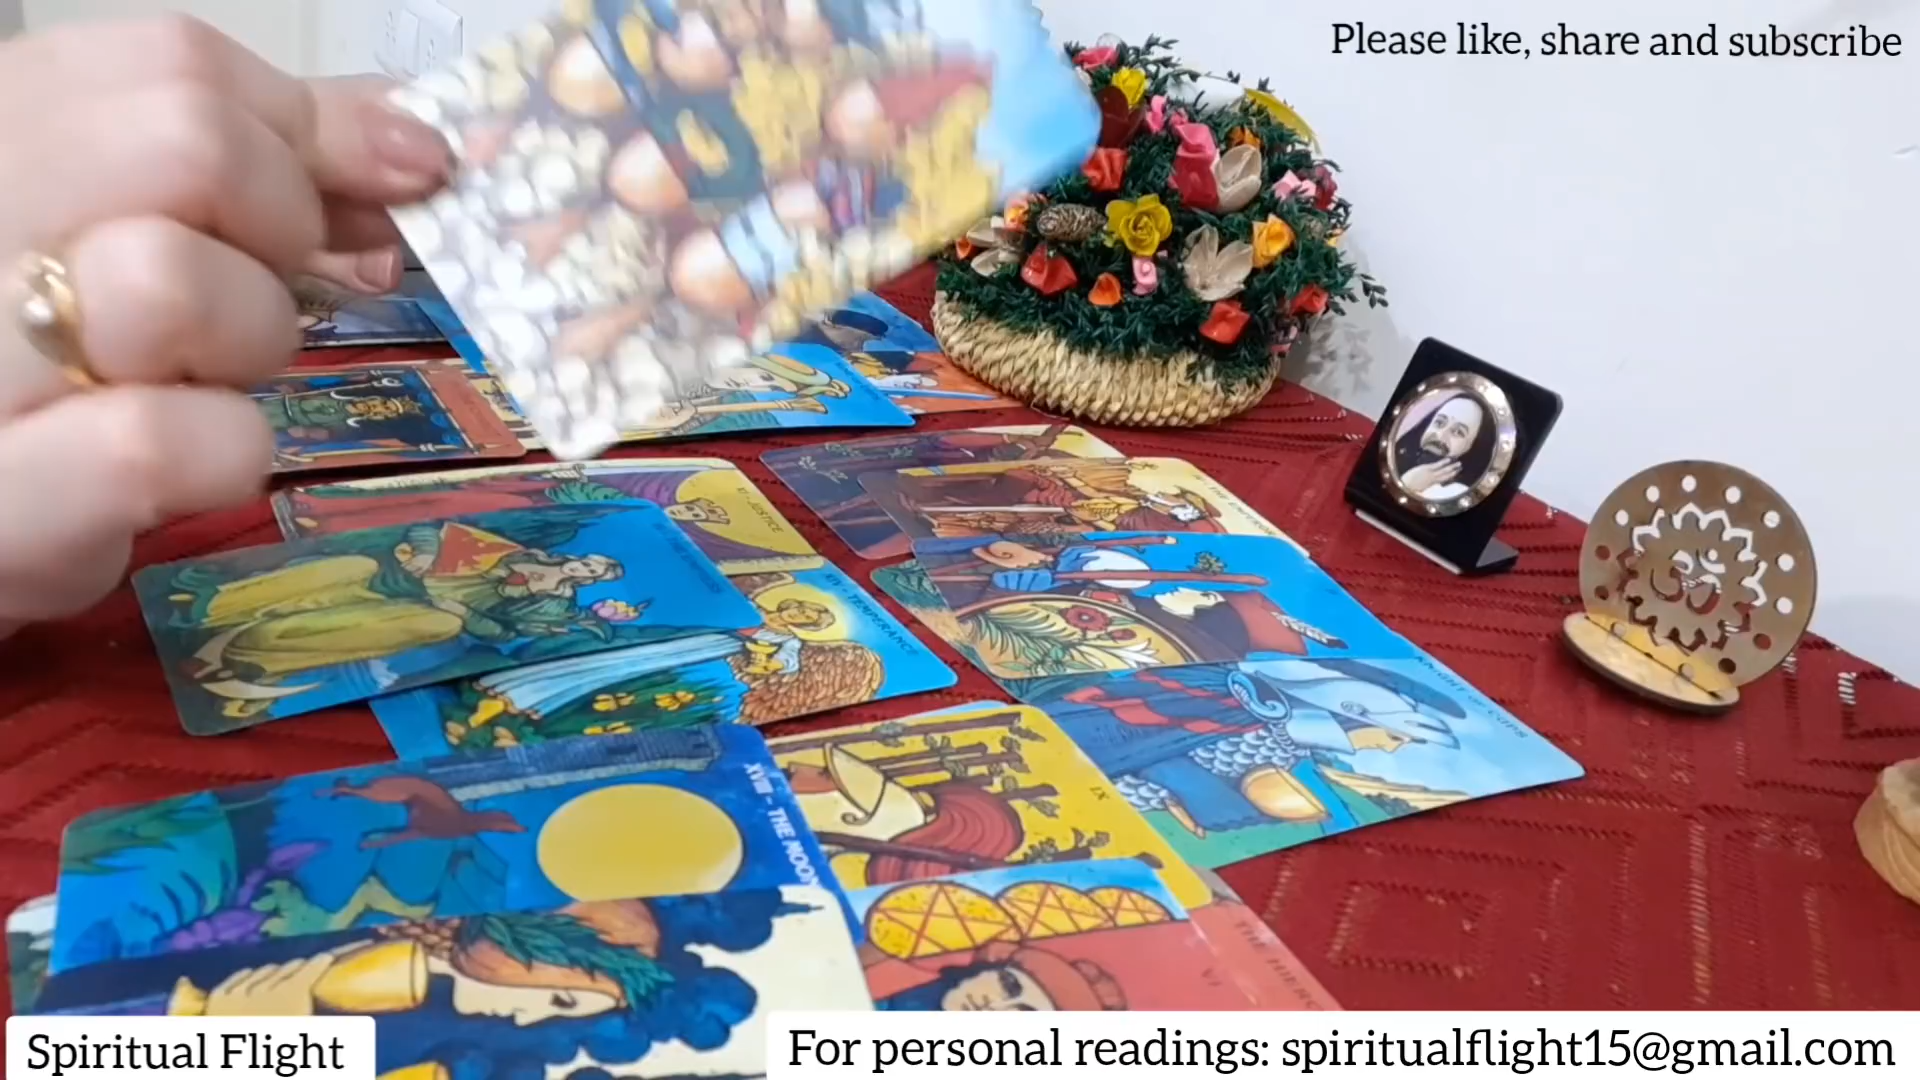 Please like, share and subscribe
XI - JUSTICE
XIV - TEMPERANCE
KNIGHT OF CUPS
IX
XVIII - THE MOON
VI
Spiritual Flight
For personal readings: spiritualflight15@gmail.com